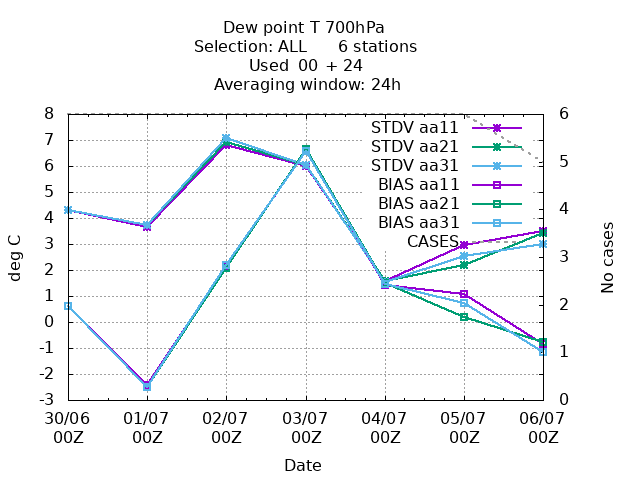 Dew point T 700hPa
Selection: ALL      6 stations
Used  00 + 24
Averaging window: 24h
STDV aa11
STDV aa21
STDV aa31
BIAS aa11
BIAS aa21
BIAS aa31
CASES
8
7
6
5
4
3
2
1
0
-1
-2
-3
deg C
6
5
4
3
2
1
0
No cases
30/06 01/07 02/07 03/07 04/07 05/07 06/07
00Z 00Z 00Z 00Z 00Z 00Z 00Z
Date